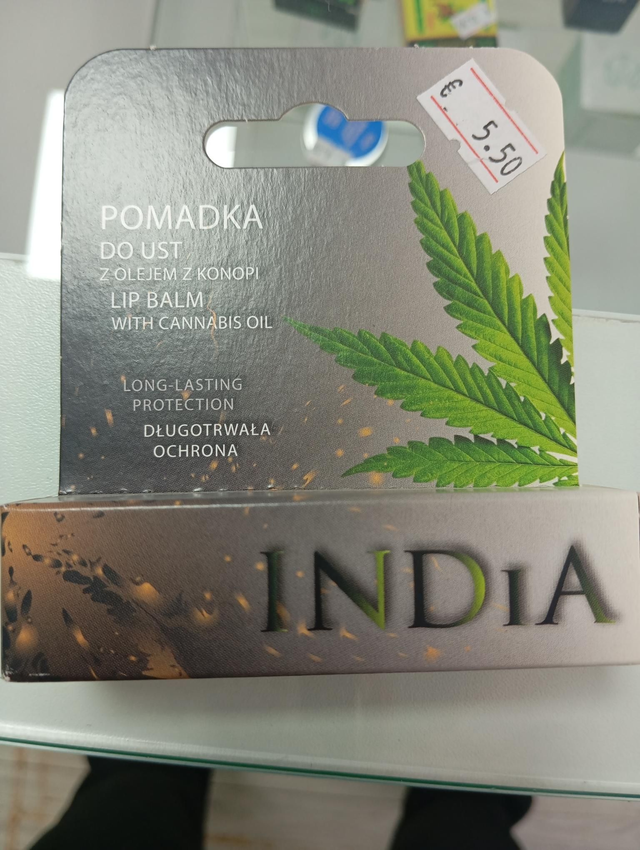 € 5.50
POMADKA
DO UST
Z OLEJEM Z KONOPI
LIP BALM
WITH CANNABIS OIL
LONG-LASTING
PROTECTION
DŁUGOTRWAŁA
OCHRONA
INDIA